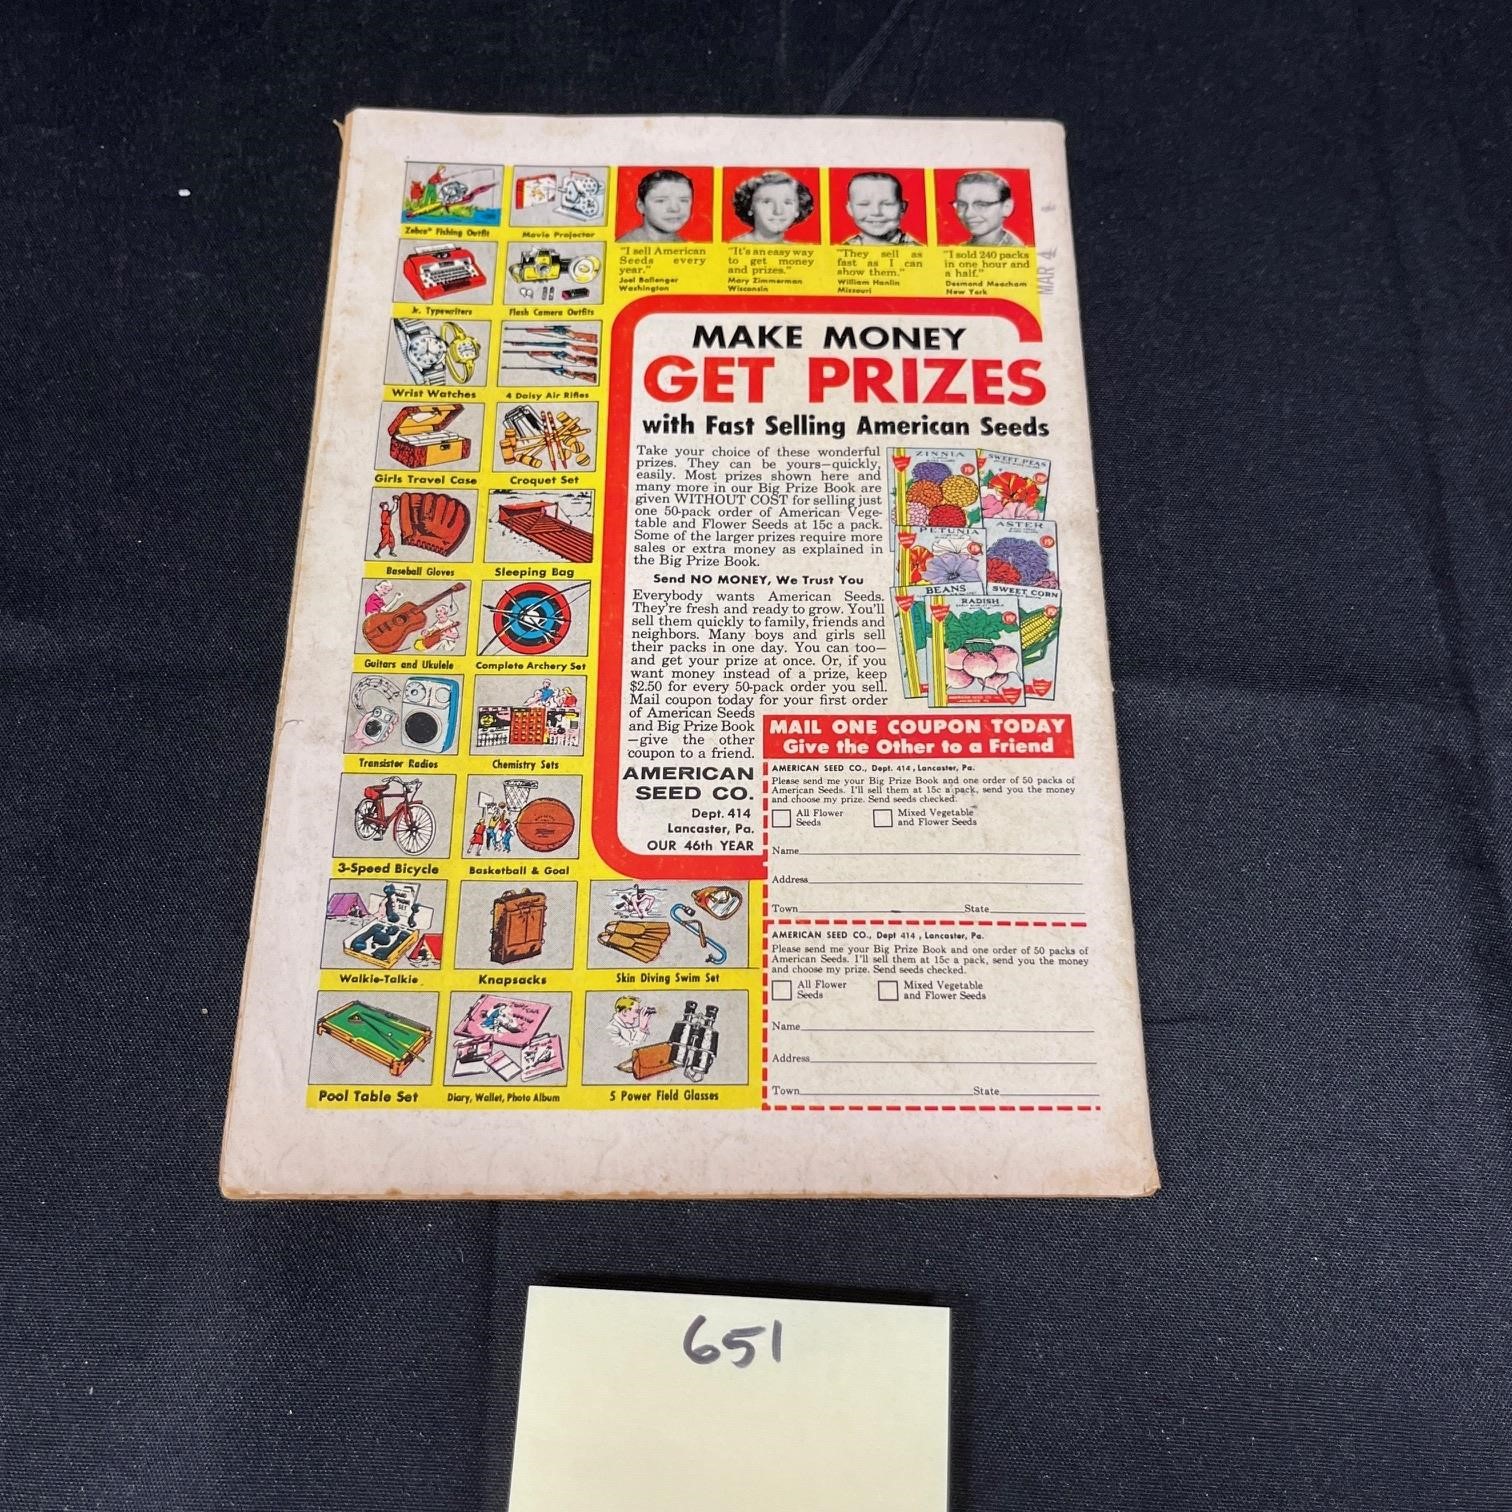 Zebco® Fishing Outfit
Movie Projector
Jr. Typewriters
Flash Camera Outfits
Wrist Watches
4 Daisy Air Rifles
Girls Travel Case
Croquet Set
Baseball Gloves
Sleeping Bag
Guitars and Ukulele
Complete Archery Set
Transistor Radios
Chemistry Sets
3-Speed Bicycle
Basketball & Goal
Walkie-Talkie
Knapsacks
Skin Diving Swim Set
Pool Table Set
Diary, Wallet, Photo Album
5 Power Field Glasses
"I sell American
Seeds every
year."
Joel Ballenger
Washington
"It's an easy way
to get money
and prizes."
Mary Zimmerman
Wisconsin
"They sell as
fast as I can
show them."
William Hanlin
Missouri
"I sold 240 packs
in one hour and
a half."
Desmond Meacham
New York
MAR 4
MAKE MONEY
GET PRIZES
with Fast Selling American Seeds
Take your choice of these wonderful
prizes. They can be yours—quickly,
easily. Most prizes shown here and
many more in our Big Prize Book are
given WITHOUT COST for selling just
one 50-pack order of American Vege-
table and Flower Seeds at 15c a pack.
Some of the larger prizes require more
sales or extra money as explained in
the Big Prize Book.
Send NO MONEY, We Trust You
Everybody wants American Seeds.
They're fresh and ready to grow. You'll
sell them quickly to family, friends and
neighbors. Many boys and girls sell
their packs in one day. You can too—
and get your prize at once. Or, if you
want money instead of a prize, keep
$2.50 for every 50-pack order you sell.
Mail coupon today for your first order
of American Seeds
and Big Prize Book
—give the other
coupon to a friend.
AMERICAN
SEED CO.
Dept. 414
Lancaster, Pa.
OUR 46th YEAR
ZINNIA
SWEET PEAS
PETUNIA
ASTER
BEANS
SWEET CORN
RADISH
MAIL ONE COUPON TODAY
Give the Other to a Friend
AMERICAN SEED CO., Dept. 414, Lancaster, Pa.
Please send me your Big Prize Book and one order of 50 packs of
American Seeds. I'll sell them at 15c a pack, send you the money
and choose my prize. Send seeds checked.
All Flower
Seeds
Mixed Vegetable
and Flower Seeds
Name
Address
Town State
AMERICAN SEED CO., Dept 414, Lancaster, Pa.
Please send me your Big Prize Book and one order of 50 packs of
American Seeds. I'll sell them at 15c a pack, send you the money
and choose my prize. Send seeds checked.
All Flower
Seeds
Mixed Vegetable
and Flower Seeds
Name
Address
Town State
651